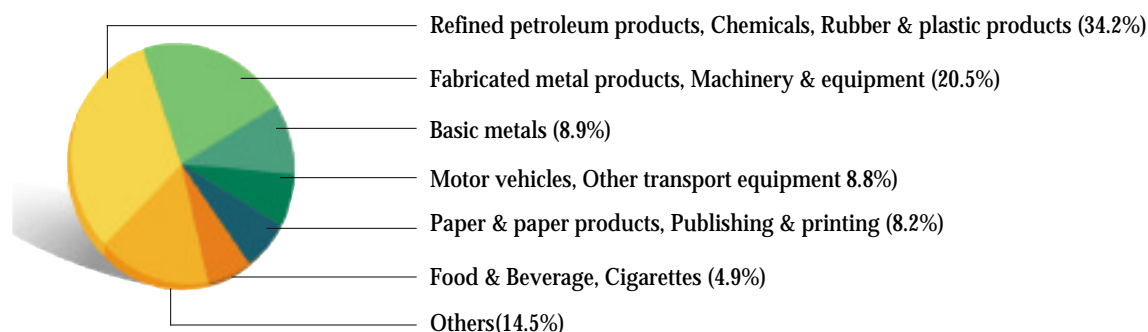 Refined petroleum products, Chemicals, Rubber & plastic products (34.2%)
Fabricated metal products, Machinery & equipment (20.5%)
Basic metals (8.9%)
Motor vehicles, Other transport equipment 8.8%)
Paper & paper products, Publishing & printing (8.2%)
Food & Beverage, Cigarettes (4.9%)
Others(14.5%)